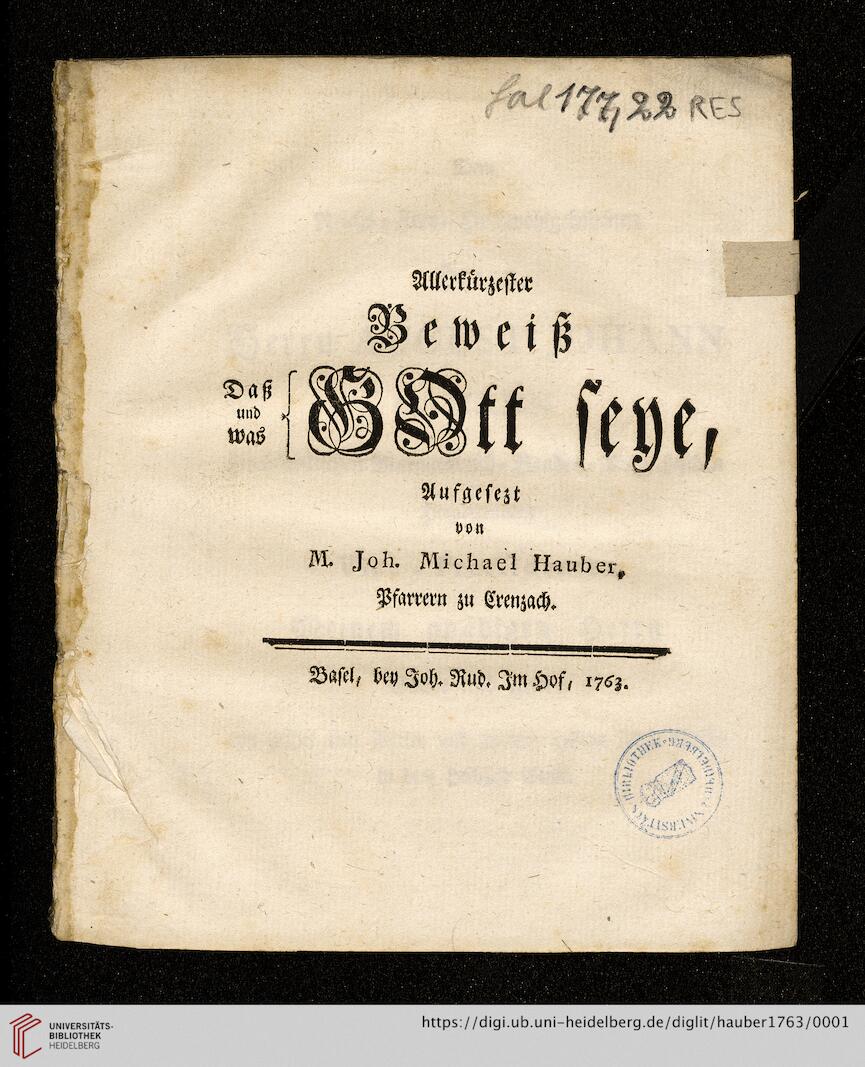 Sal 177,22 RES
Allerkürzester
Beweiß
Daß
und
was
GOtt seye,
Aufgesezt
von
M. Joh. Michael Hauber,
Pfarrern zu Crenzach.
Basel, bey Joh. Rud. Im Hof, 1763.
BIBLIOTHEK
HEIDELBERG
UNIVERSITÄTS-
BIBLIOTHEK
HEIDELBERG
https://digi.ub.uni-heidelberg.de/diglit/hauber1763/0001